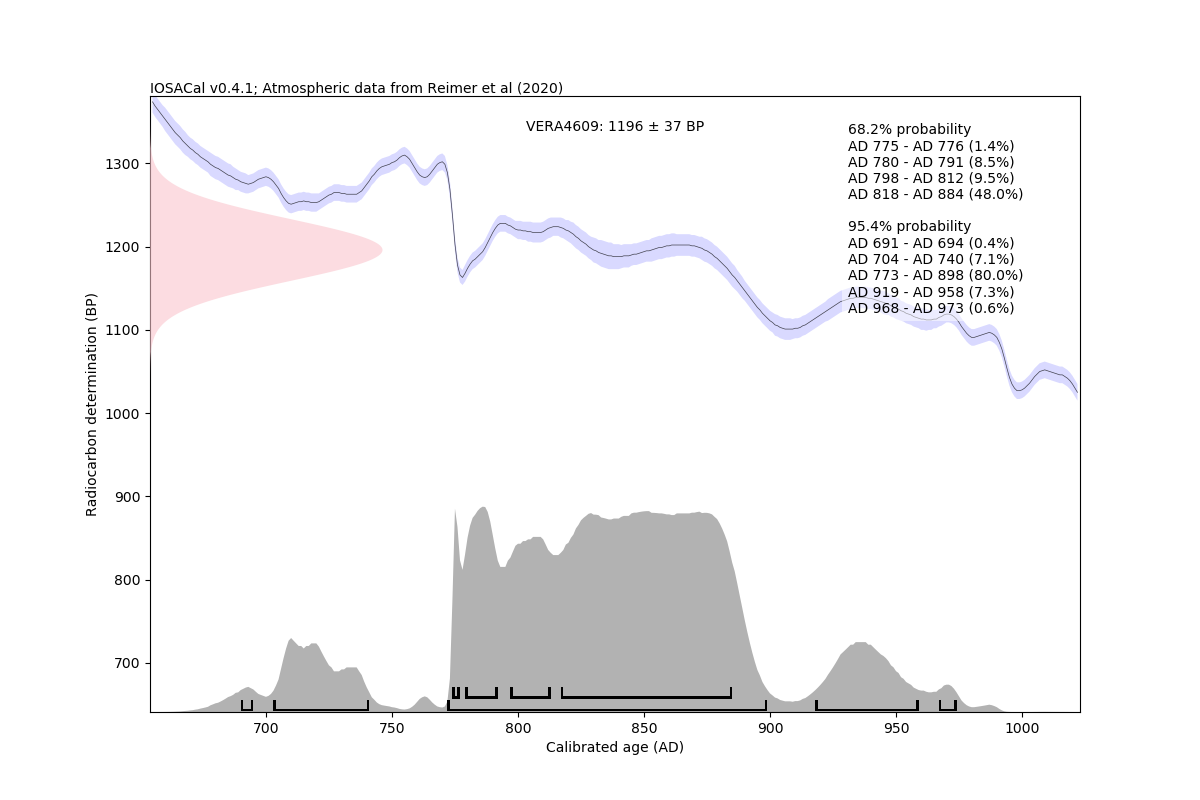 IOSACal v0.4.1; Atmospheric data from Reimer et al (2020)
VERA4609: 1196 ± 37 BP
68.2% probability
AD 775 - AD 776 (1.4%)
AD 780 - AD 791 (8.5%)
AD 798 - AD 812 (9.5%)
AD 818 - AD 884 (48.0%)
95.4% probability
AD 691 - AD 694 (0.4%)
AD 704 - AD 740 (7.1%)
AD 773 - AD 898 (80.0%)
AD 919 - AD 958 (7.3%)
AD 968 - AD 973 (0.6%)
Radiocarbon determination (BP)
1300
1200
1100
1000
900
800
700
700 750 800 850 900 950 1000
Calibrated age (AD)